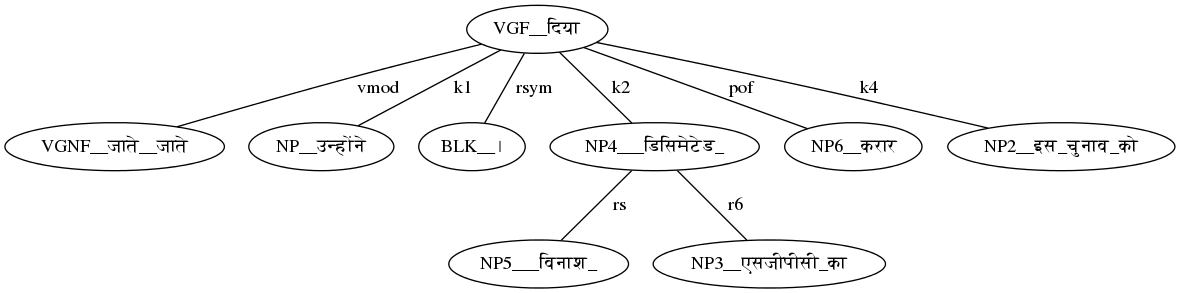 VGF__दिया
vmod k1 rsym k2 pof k4
VGNF__जाते__जाते NP__उन्होंने BLK__। NP4___डिसिमेटेड_ NP6__करार NP2__इस_चुनाव_को
rs r6
NP5___विनाश_ NP3__एसजीपीसी_का